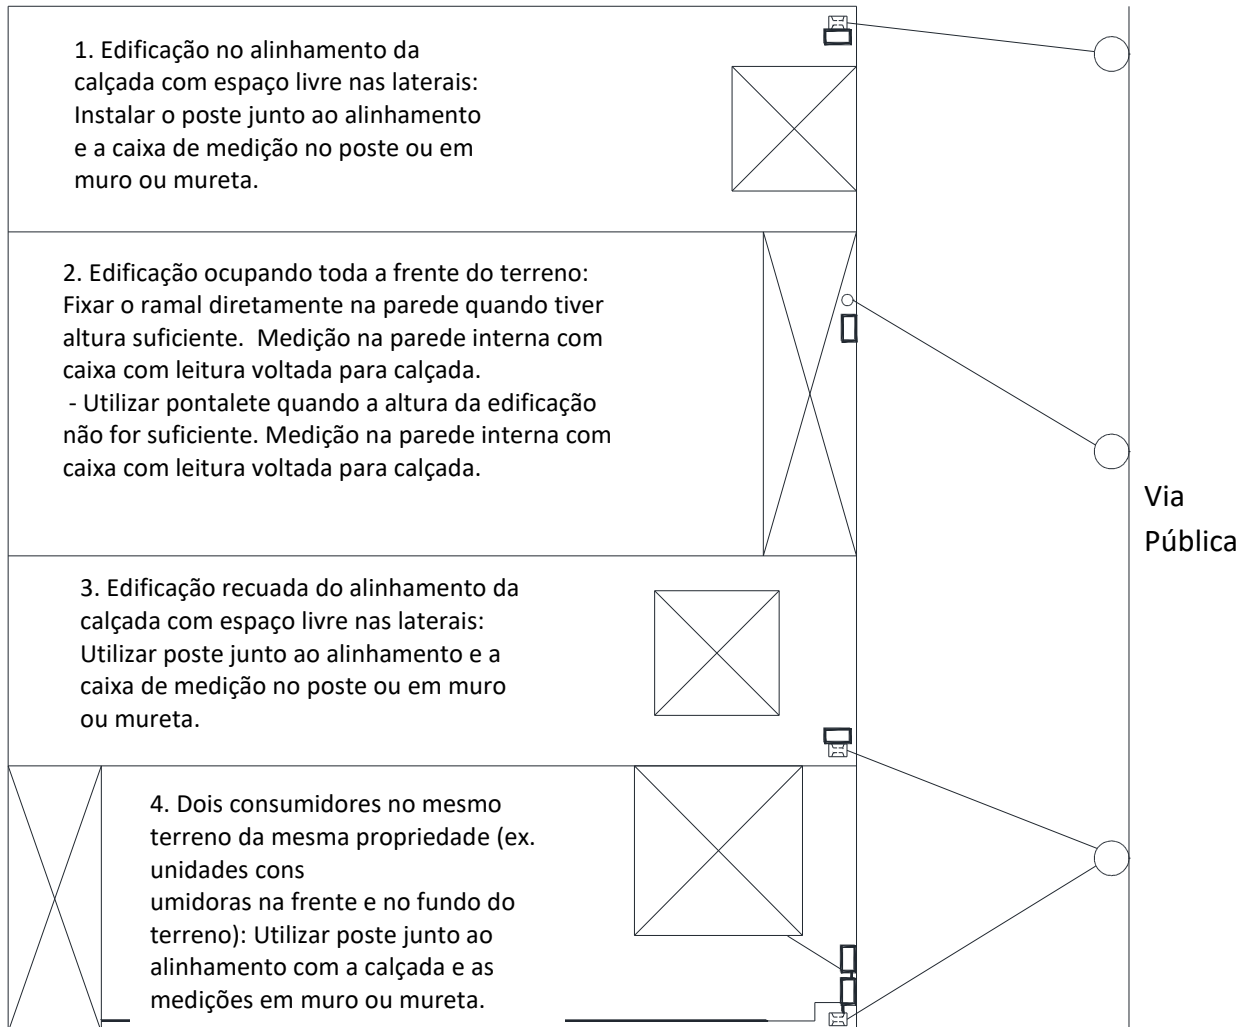 1. Edificação no alinhamento da
calçada com espaço livre nas laterais:
Instalar o poste junto ao alinhamento
e a caixa de medição no poste ou em
muro ou mureta.
2. Edificação ocupando toda a frente do terreno:
Fixar o ramal diretamente na parede quando tiver
altura suficiente.  Medição na parede interna com
caixa com leitura voltada para calçada.
- Utilizar pontalete quando a altura da edificação
não for suficiente. Medição na parede interna com
caixa com leitura voltada para calçada.
Via
Pública
3. Edificação recuada do alinhamento da
calçada com espaço livre nas laterais:
Utilizar poste junto ao alinhamento e a
caixa de medição no poste ou em muro
ou mureta.
4. Dois consumidores no mesmo
terreno da mesma propriedade (ex.
unidades cons
umidoras na frente e no fundo do
terreno): Utilizar poste junto ao
alinhamento com a calçada e as
medições em muro ou mureta.